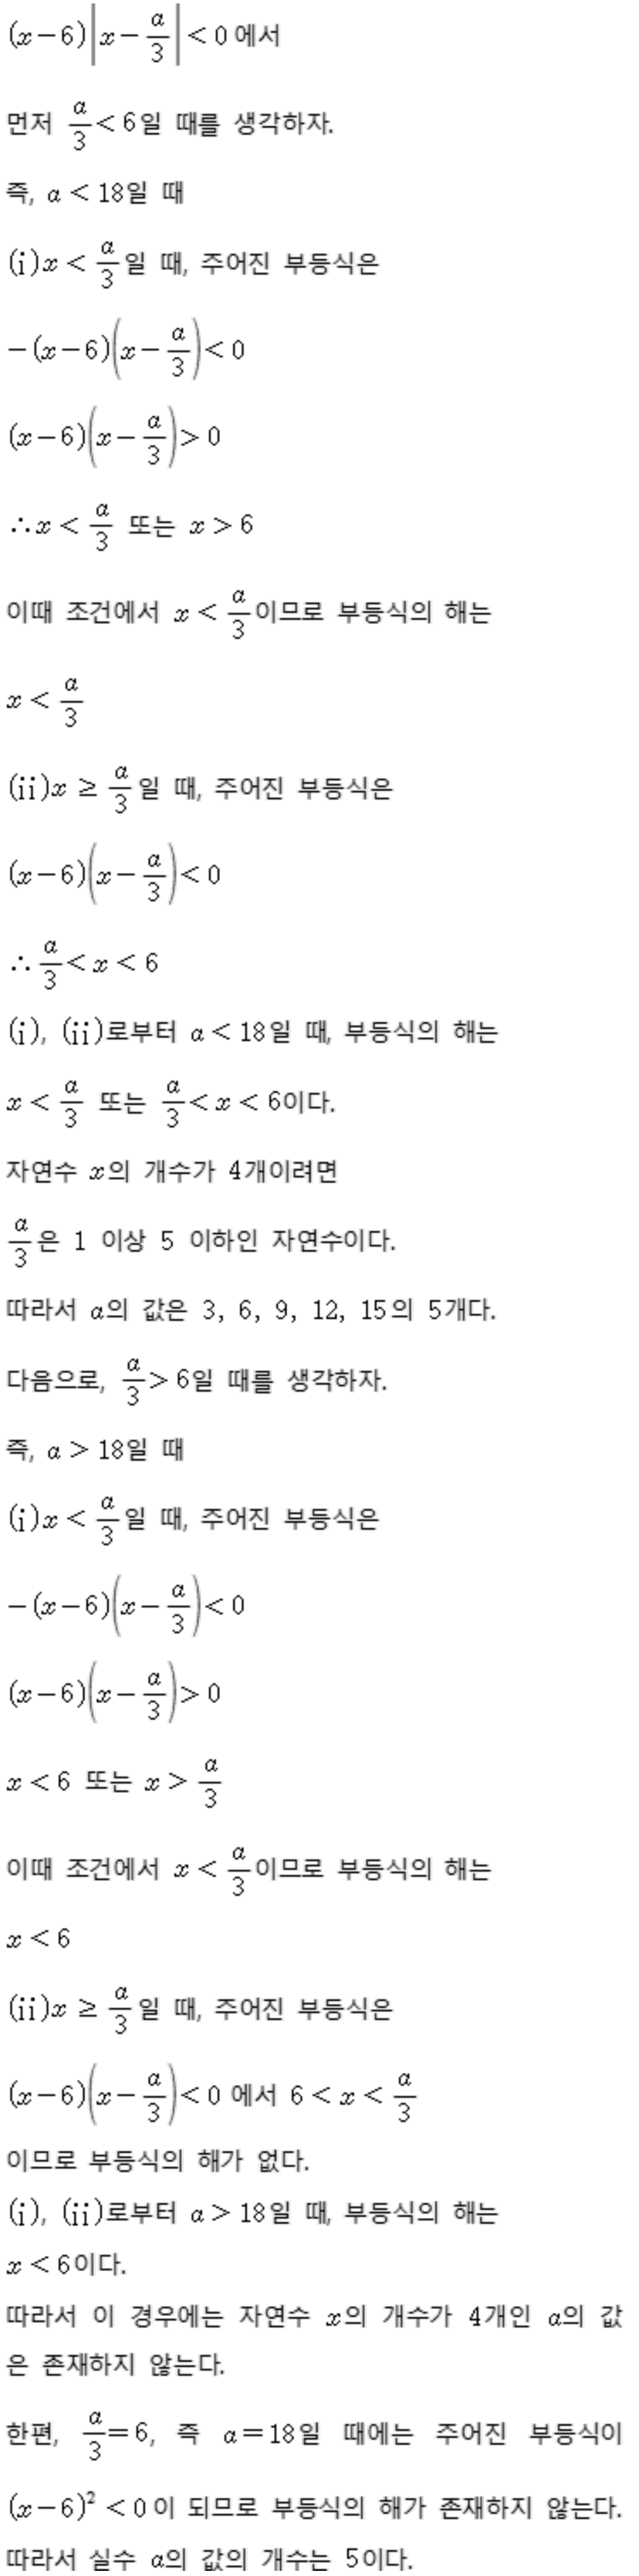 (x−6)|x−a/3|<0에서
먼저 a/3<6일 때를 생각하자.
즉, a<18일 때
(i)x<a/3일 때, 주어진 부등식은
−(x−6)(x−a/3)<0
(x−6)(x−a/3)>0
∴x<a/3 또는 x>6
이때 조건에서 x<a/3이므로 부등식의 해는
x<a/3
(ii)x≥a/3일 때, 주어진 부등식은
(x−6)(x−a/3)<0
∴a/3<x<6
(i), (ii)로부터 a<18일 때, 부등식의 해는
x<a/3 또는 a/3<x<6이다.
자연수 x의 개수가 4개이려면
a/3은 1 이상 5 이하인 자연수이다.
따라서 a의 값은 3, 6, 9, 12, 15의 5개다.
다음으로, a/3>6일 때를 생각하자.
즉, a>18일 때
(i)x<a/3일 때, 주어진 부등식은
−(x−6)(x−a/3)<0
(x−6)(x−a/3)>0
x<6 또는 x>a/3
이때 조건에서 x<a/3이므로 부등식의 해는
x<6
(ii)x≥a/3일 때, 주어진 부등식은
(x−6)(x−a/3)<0에서 6<x<a/3
이므로 부등식의 해가 없다.
(i), (ii)로부터 a>18일 때, 부등식의 해는
x<6이다.
따라서 이 경우에는 자연수 x의 개수가 4개인 a의 값
은 존재하지 않는다.
한편, a/3=6, 즉 a=18일 때에는 주어진 부등식이
(x−6)²<0이 되므로 부등식의 해가 존재하지 않는다.
따라서 실수 a의 값의 개수는 5이다.